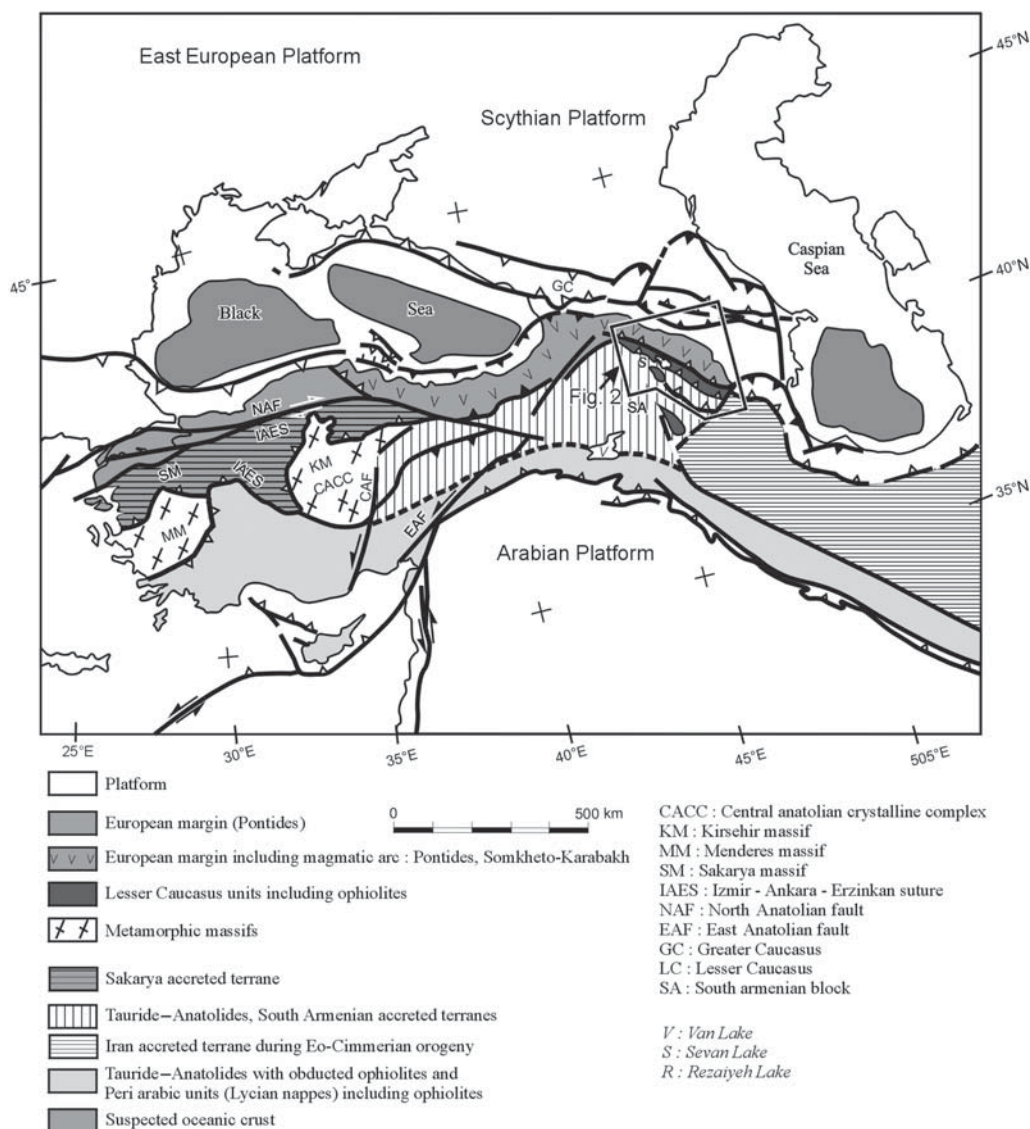 East European Platform
45°N
Scythian Platform
Caspian
Sea
40°N
45°
GC
Black
Sea
S
Fig. 2
SA
NAF
IAES
V
SM
IAES
KM
CACC
CAF
35°N
MM
EAF
Arabian Platform
25°E
30°E
35°E
40°E
45°E
505°E
Platform
European margin (Pontides)
European margin including magmatic arc : Pontides, Somkheto-Karabakh
Lesser Caucasus units including ophiolites
Metamorphic massifs
Sakarya accreted terrane
Tauride–Anatolides, South Armenian accreted terranes
Iran accreted terrane during Eo-Cimmerian orogeny
Tauride–Anatolides with obducted ophiolites and
Peri arabic units (Lycian nappes) including ophiolites
Suspected oceanic crust
0 500 km
CACC : Central anatolian crystalline complex
KM : Kirsehir massif
MM : Menderes massif
SM : Sakarya massif
IAES : Izmir - Ankara - Erzinkan suture
NAF : North Anatolian fault
EAF : East Anatolian fault
GC : Greater Caucasus
LC : Lesser Caucasus
SA : South armenian block
V : Van Lake
S : Sevan Lake
R : Rezaiyeh Lake